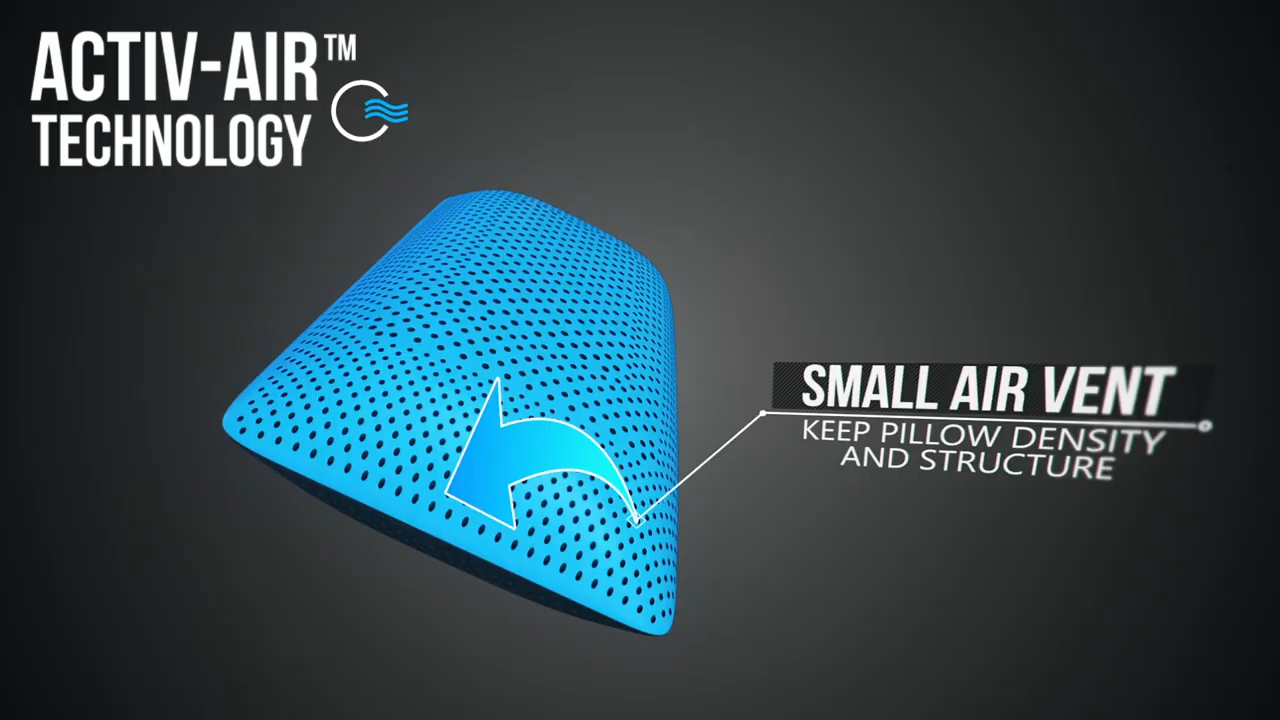 ACTIV-AIR™
TECHNOLOGY
SMALL AIR VENT
KEEP PILLOW DENSITY
AND STRUCTURE